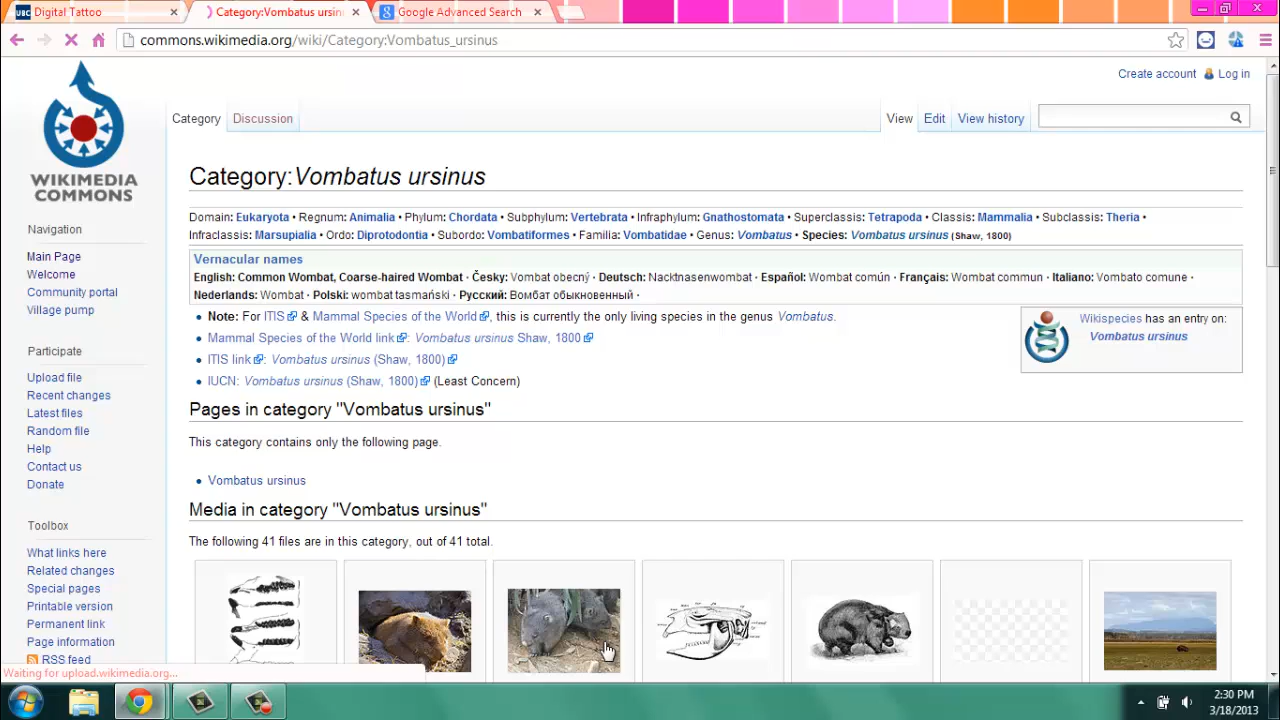 UBC Digital Tattoo
Category:Vombatus ursin
Google Advanced Search
commons.wikimedia.org/wiki/Category:Vombatus_ursinus
Create account Log in
WIKIMEDIA
COMMONS
Category Discussion
View Edit View history
Category:Vombatus ursinus
Domain: Eukaryota • Regnum: Animalia • Phylum: Chordata • Subphylum: Vertebrata • Infraphylum: Gnathostomata • Superclassis: Tetrapoda • Classis: Mammalia • Subclassis: Theria •
Infraclassis: Marsupialia • Ordo: Diprotodontia • Subordo: Vombatiformes • Familia: Vombatidae • Genus: Vombatus • Species: Vombatus ursinus (Shaw, 1800)
Vernacular names
English: Common Wombat, Coarse-haired Wombat · Česky: Vombat obecný · Deutsch: Nacktnasenwombat · Español: Wombat común · Français: Wombat commun · Italiano: Vombato comune ·
Nederlands: Wombat · Polski: wombat tasmański · Русский: Вомбат обыкновенный ·
• Note: For ITIS & Mammal Species of the World, this is currently the only living species in the genus Vombatus.
• Mammal Species of the World link: Vombatus ursinus Shaw, 1800
• ITIS link: Vombatus ursinus (Shaw, 1800)
• IUCN: Vombatus ursinus (Shaw, 1800) (Least Concern)
Wikispecies has an entry on:
Vombatus ursinus
Pages in category "Vombatus ursinus"
This category contains only the following page.
• Vombatus ursinus
Media in category "Vombatus ursinus"
The following 41 files are in this category, out of 41 total.
Navigation
Main Page
Welcome
Community portal
Village pump
Participate
Upload file
Recent changes
Latest files
Random file
Help
Contact us
Donate
Toolbox
What links here
Related changes
Special pages
Printable version
Permanent link
Page information
RSS feed
Waiting for upload.wikimedia.org...
2:30 PM
3/18/2013